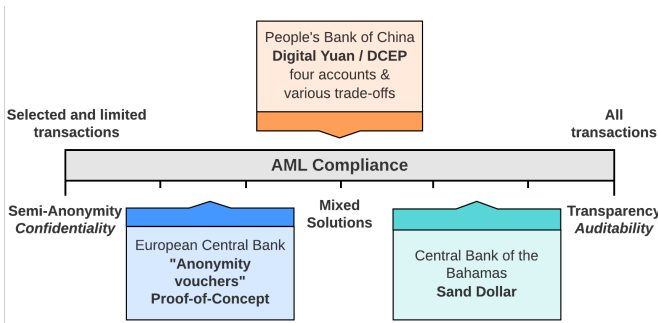 People's Bank of China
Digital Yuan / DCEP
four accounts &
various trade-offs
Selected and limited
transactions
All
transactions
AML Compliance
Semi-Anonymity
Confidentiality
Mixed
Solutions
Transparency
Auditability
European Central Bank
"Anonymity
vouchers"
Proof-of-Concept
Central Bank of the
Bahamas
Sand Dollar